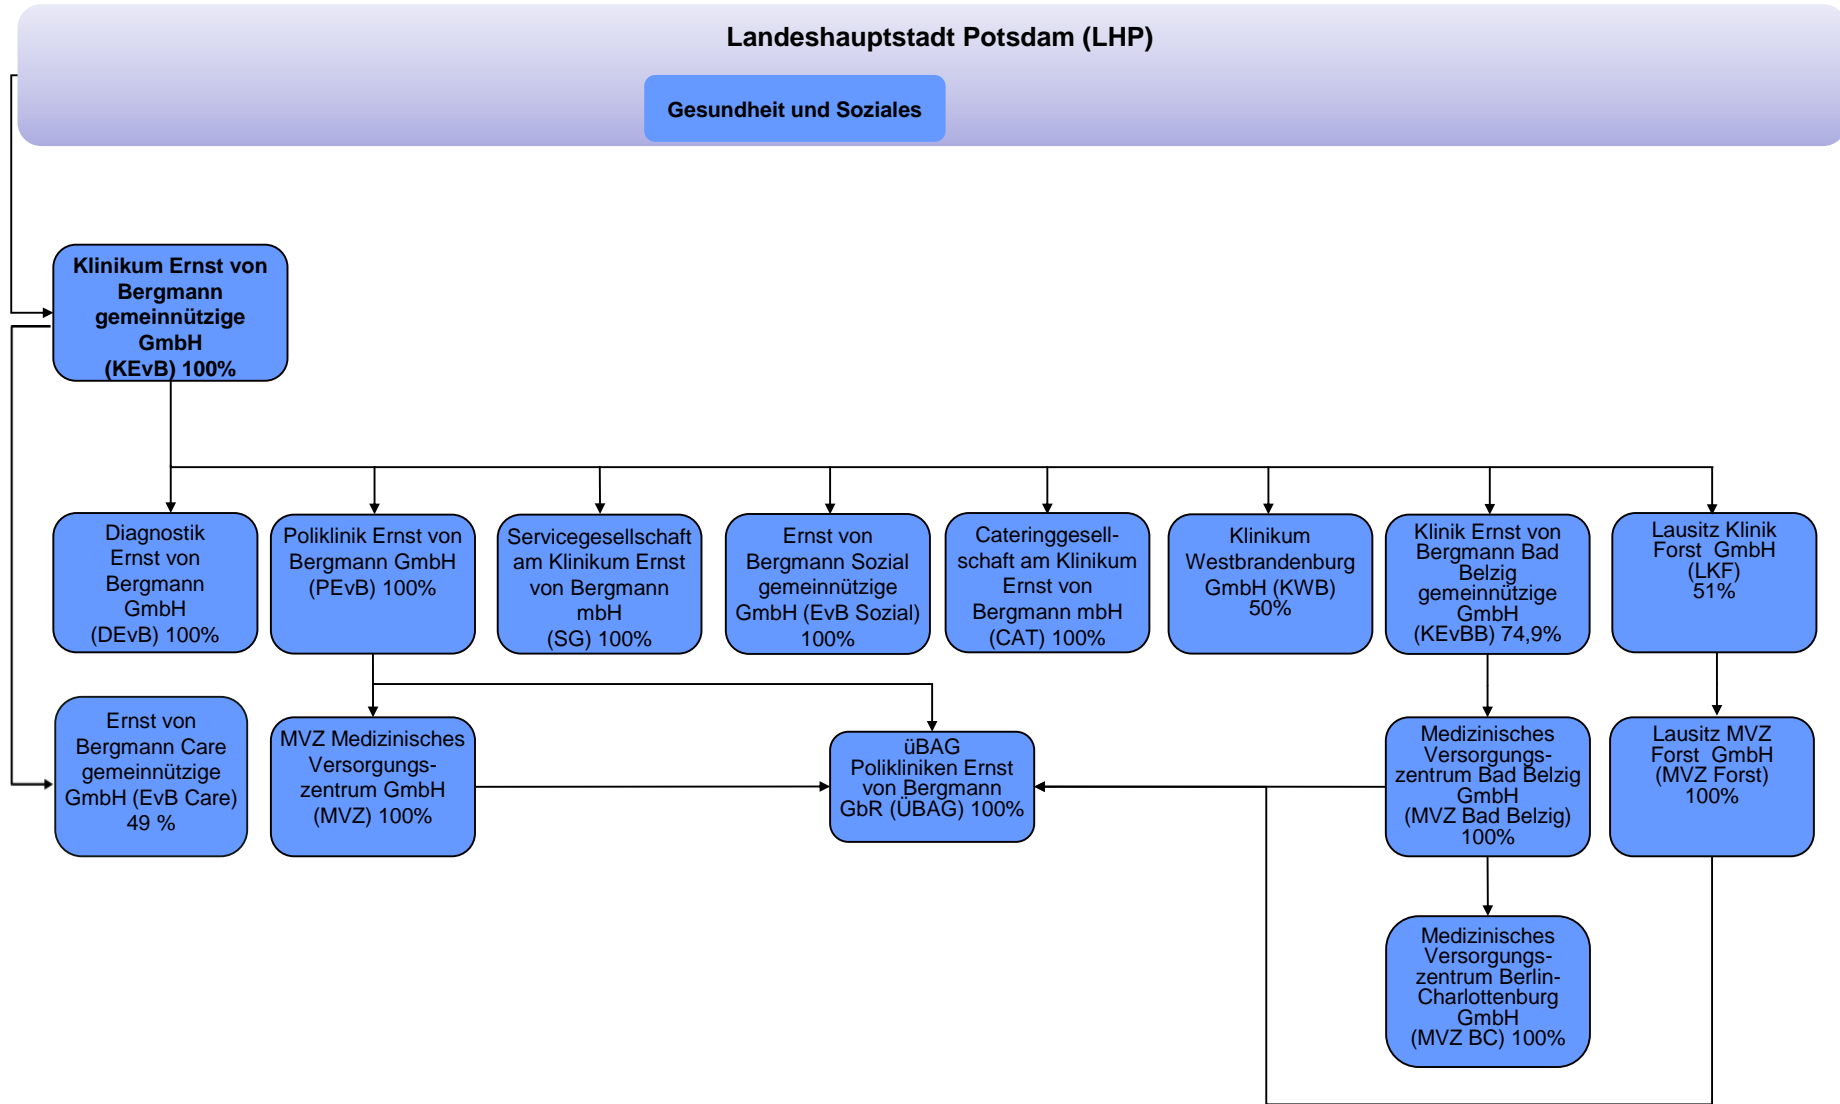 Landeshauptstadt Potsdam (LHP)
Gesundheit und Soziales
Klinikum Ernst von
Bergmann
gemeinnützige
GmbH
(KEvB) 100%
Diagnostik
Ernst von
Bergmann
GmbH
(DEvB) 100%
Poliklinik Ernst von
Bergmann GmbH
(PEvB) 100%
Servicegesellschaft
am Klinikum Ernst
von Bergmann
mbH
(SG) 100%
Ernst von
Bergmann Sozial
gemeinnützige
GmbH (EvB Sozial)
100%
Cateringgesell-
schaft am Klinikum
Ernst von
Bergmann mbH
(CAT) 100%
Klinikum
Westbrandenburg
GmbH (KWB)
50%
Klinik Ernst von
Bergmann Bad
Belzig
gemeinnützige
GmbH
(KEvBB) 74,9%
Lausitz Klinik
Forst GmbH
(LKF)
51%
Ernst von
Bergmann Care
gemeinnützige
GmbH (EvB Care)
49 %
MVZ Medizinisches
Versorgungs-
zentrum GmbH
(MVZ) 100%
üBAG
Polikliniken Ernst
von Bergmann
GbR (ÜBAG) 100%
Medizinisches
Versorgungs-
zentrum Bad Belzig
GmbH
(MVZ Bad Belzig)
100%
Lausitz MVZ
Forst GmbH
(MVZ Forst)
100%
Medizinisches
Versorgungs-
zentrum Berlin-
Charlottenburg
GmbH
(MVZ BC) 100%